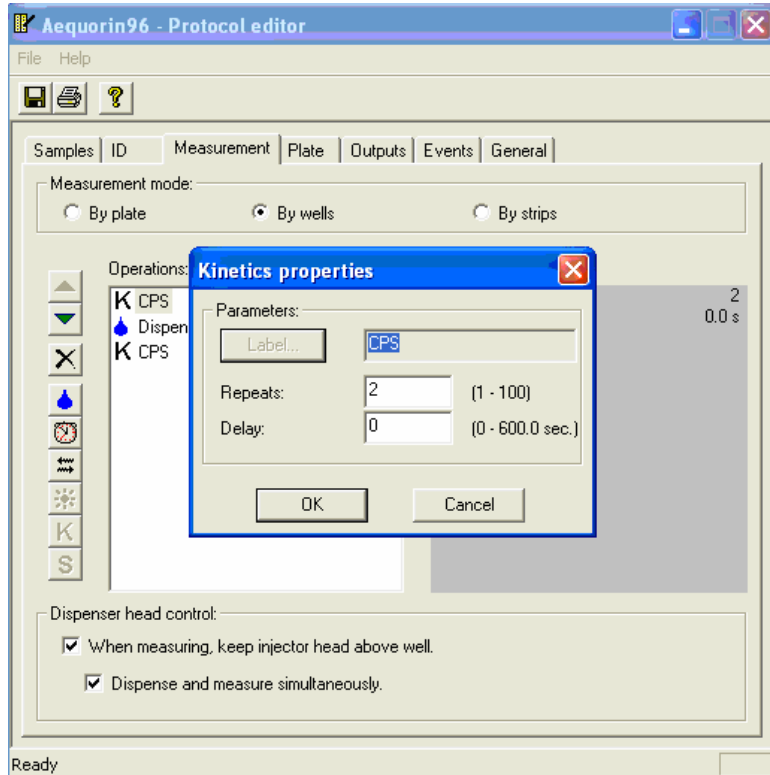 Aequorin96 - Protocol editor
File Help
Samples ID Measurement Plate Outputs Events General
Measurement mode:
By plate By wells By strips
Operations:
K CPS
Dispen
K CPS
2
0.0 s
Kinetics properties
Parameters:
Label... CPS
Repeats: 2 (1 - 100)
Delay: 0 (0 - 600.0 sec.)
OK Cancel
K
S
Dispenser head control:
When measuring, keep injector head above well.
Dispense and measure simultaneously.
Ready